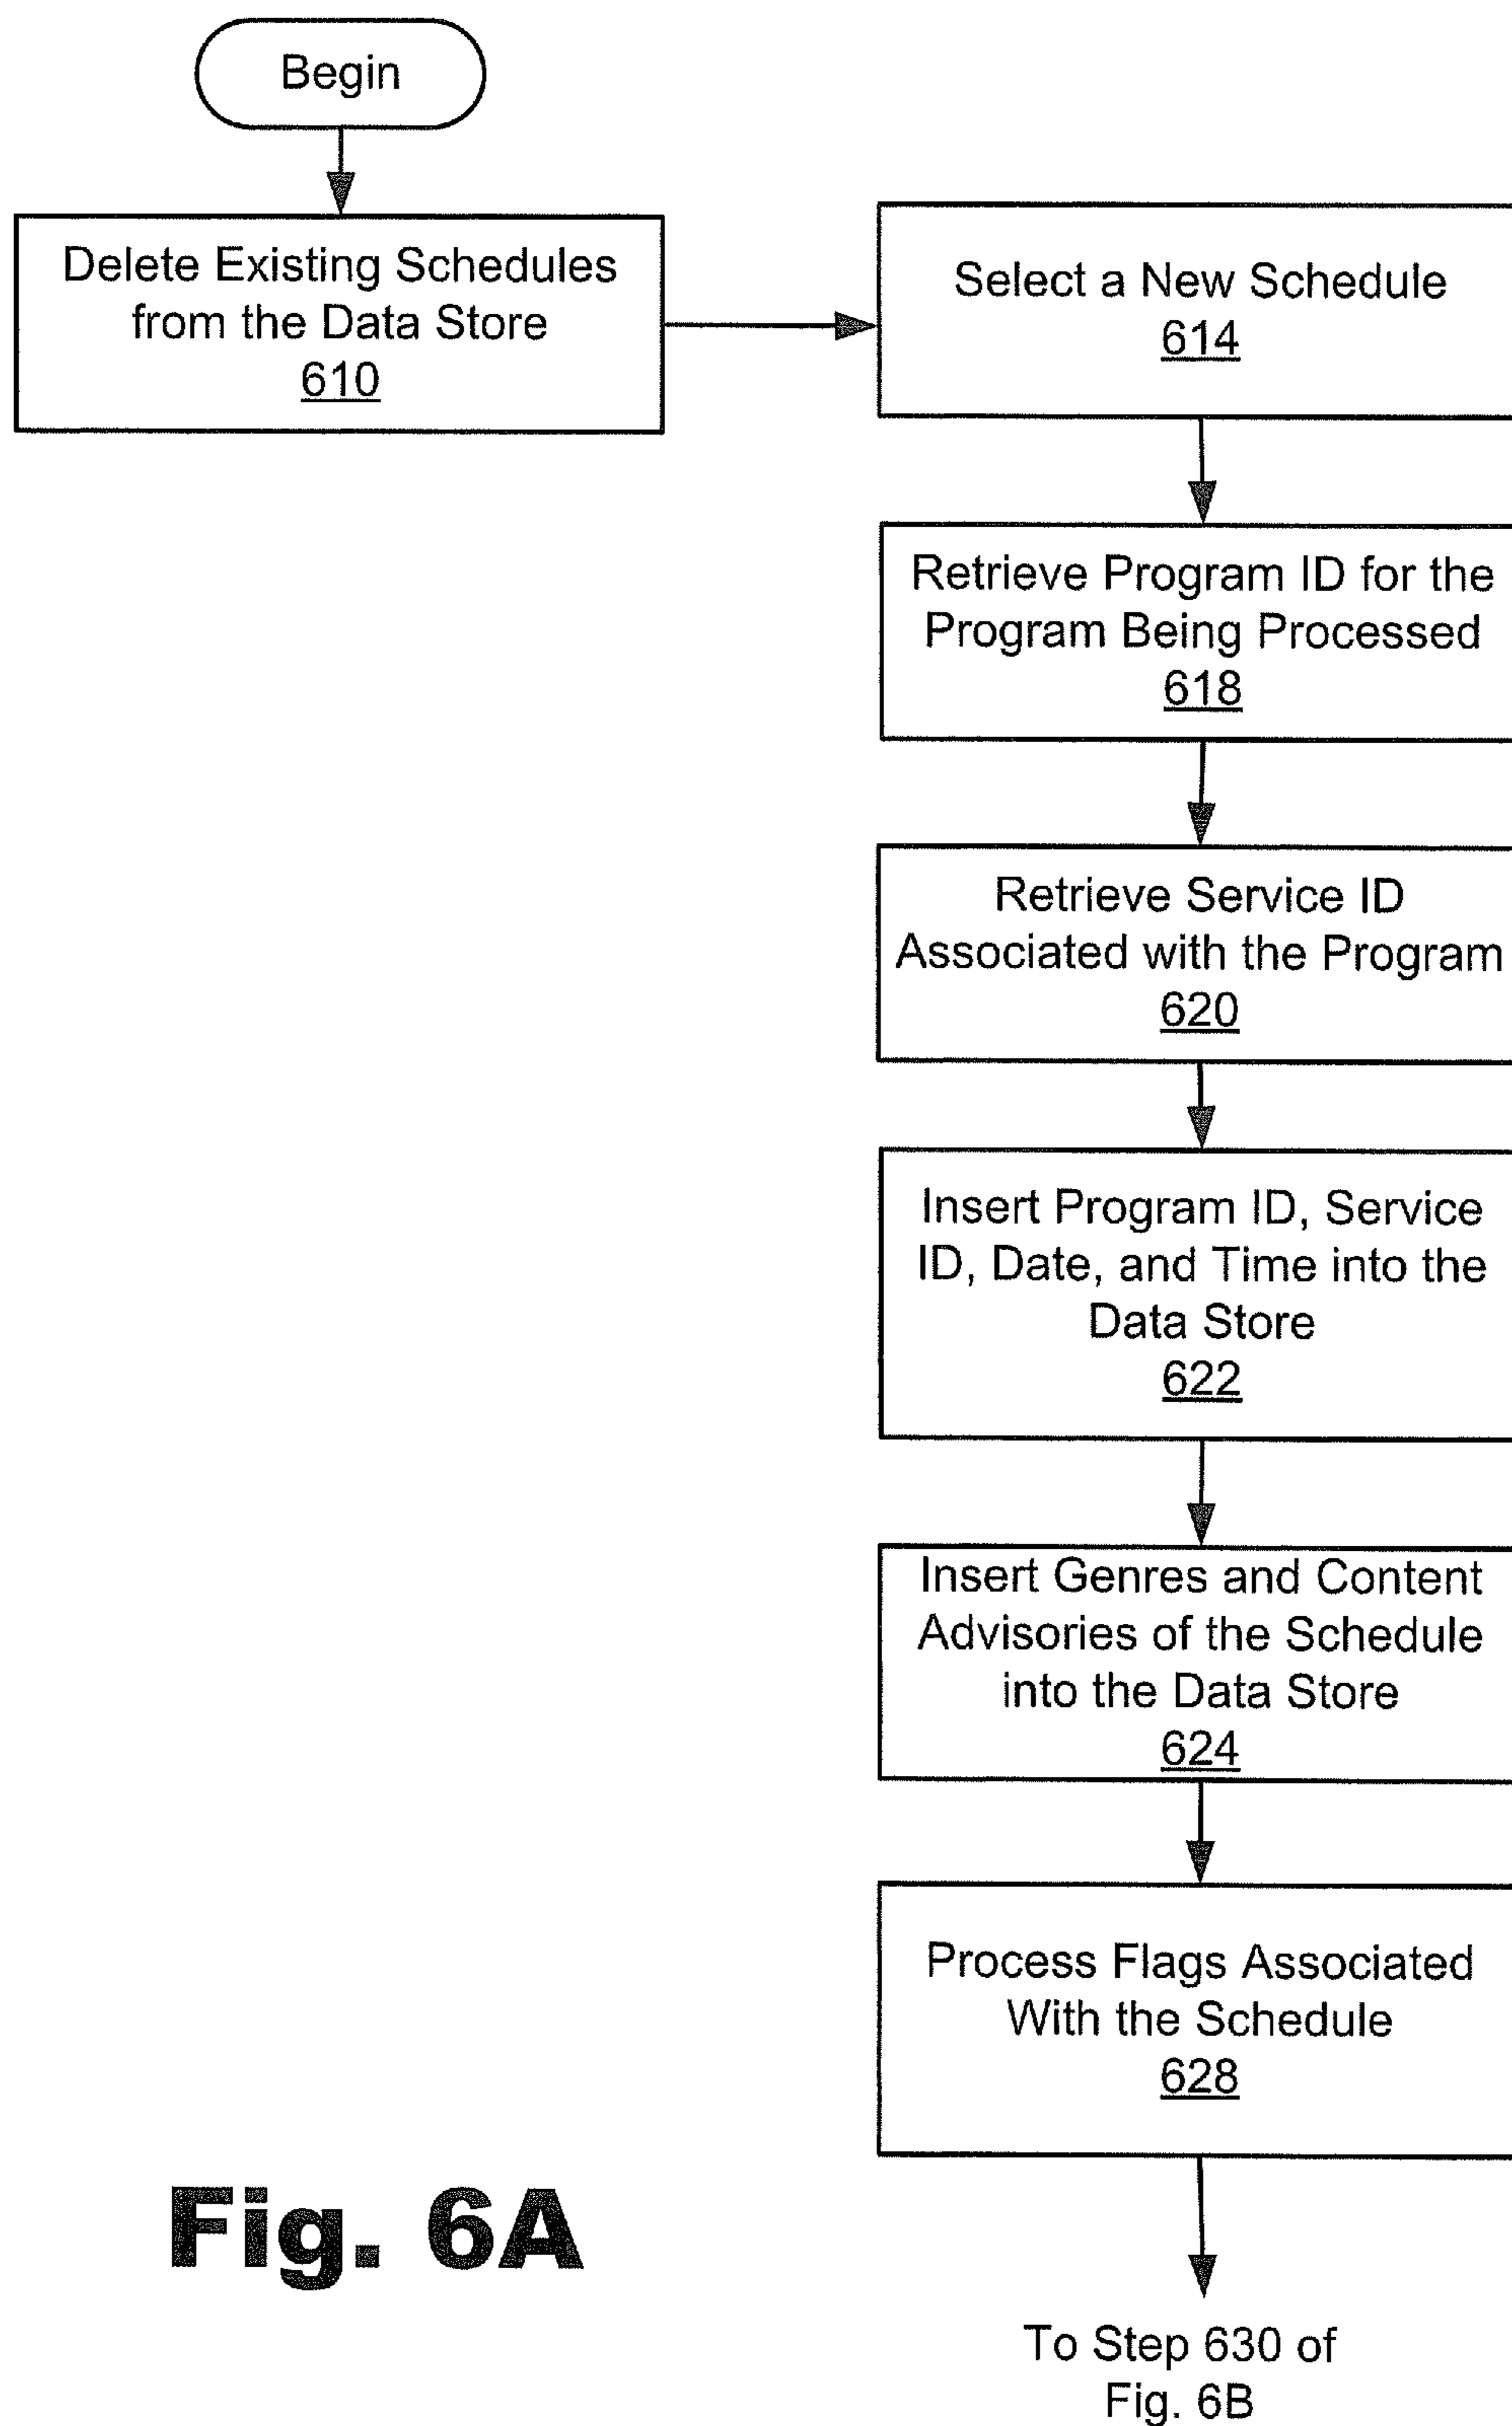 Begin
Delete Existing Schedules
from the Data Store
610
Select a New Schedule
614
Retrieve Program ID for the
Program Being Processed
618
Retrieve Service ID
Associated with the Program
620
Insert Program ID, Service
ID, Date, and Time into the
Data Store
622
Insert Genres and Content
Advisories of the Schedule
into the Data Store
624
Process Flags Associated
With the Schedule
628
Fig. 6A
To Step 630 of
Fig. 6B